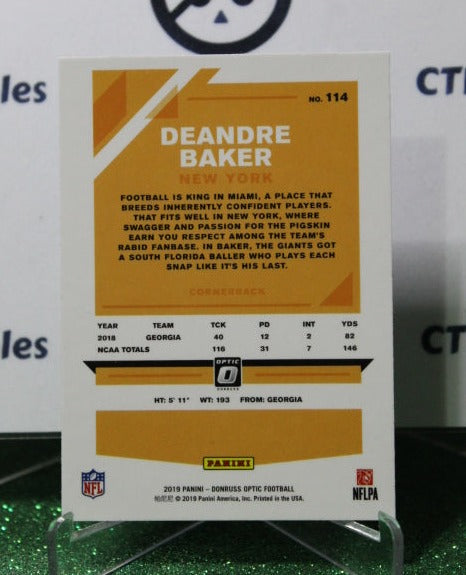 NO. 114
DEANDRE
BAKER
NEW YORK
FOOTBALL IS KING IN MIAMI, A PLACE THAT
BREEDS INHERENTLY CONFIDENT PLAYERS.
THAT FITS WELL IN NEW YORK, WHERE
SWAGGER AND PASSION FOR THE PIGSKIN
EARN YOU RESPECT AMONG THE TEAM'S
RABID FANBASE. IN BAKER, THE GIANTS GOT
A SOUTH FLORIDA BALLER WHO PLAYS EACH
SNAP LIKE IT'S HIS LAST.
CORNERBACK
YEAR TEAM TCK PD INT YDS
2018 GEORGIA 40 12 2 82
NCAA TOTALS 116 31 7 146
OPTIC
DONRUSS
HT: 5' 11" WT: 193 FROM: GEORGIA
PANINI
NFL
2019 PANINI – DONRUSS OPTIC FOOTBALL
帕尼尼 © 2019 Panini America, Inc. Printed in the USA.
NFLPA
les
CT
les
CT